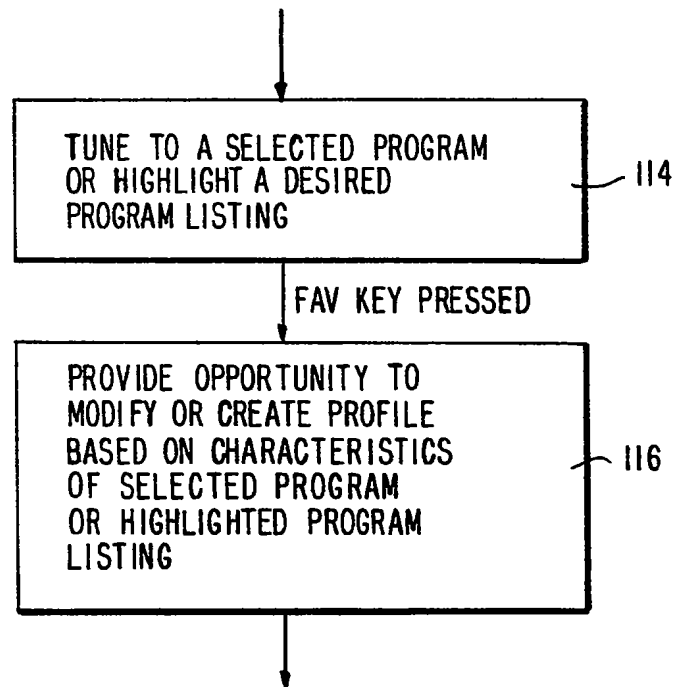 TUNE TO A SELECTED PROGRAM
OR HIGHLIGHT A DESIRED
PROGRAM LISTING
114
FAV KEY PRESSED
PROVIDE OPPORTUNITY TO
MODIFY OR CREATE PROFILE
BASED ON CHARACTERISTICS
OF SELECTED PROGRAM
OR HIGHLIGHTED PROGRAM
LISTING
116